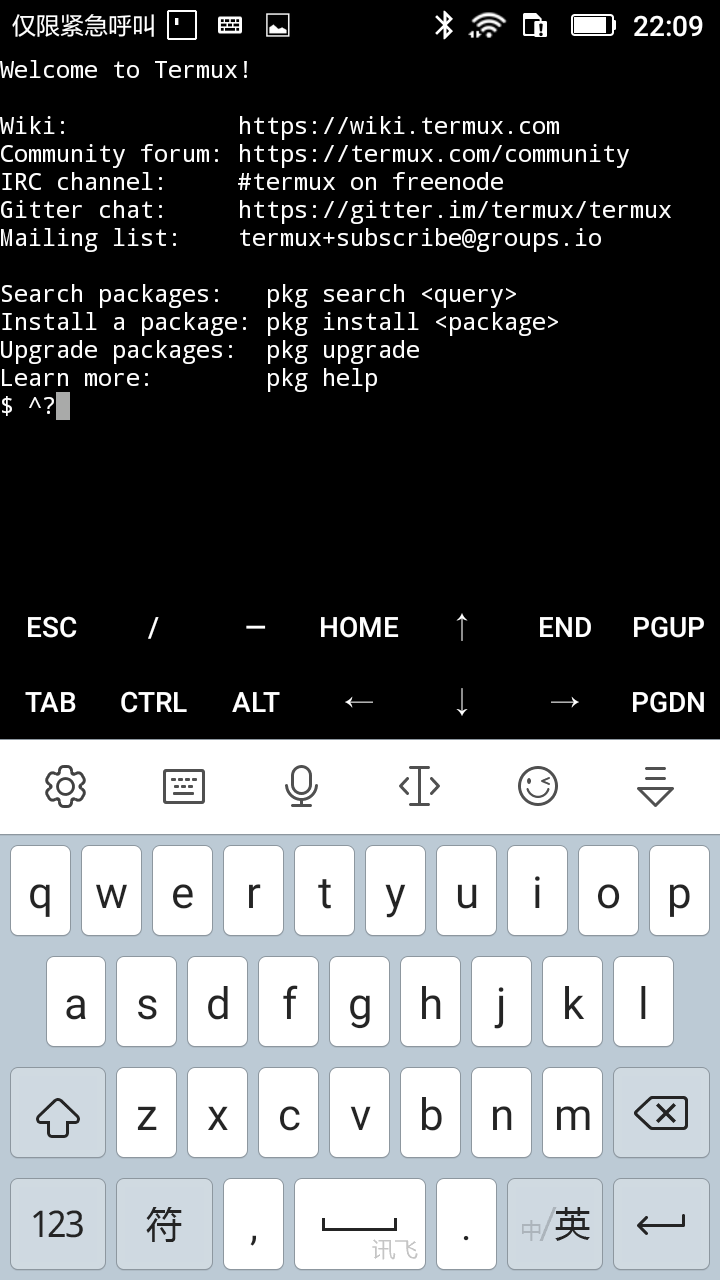 仅限紧急呼叫 22:09
Welcome to Termux!
Wiki: https://wiki.termux.com
Community forum: https://termux.com/community
IRC channel: #termux on freenode
Gitter chat: https://gitter.im/termux/termux
Mailing list: termux+subscribe@groups.io
Search packages: pkg search <query>
Install a package: pkg install <package>
Upgrade packages: pkg upgrade
Learn more: pkg help
$ ^?
ESC / — HOME ↑ END PGUP
TAB CTRL ALT ← ↓ → PGDN
q w e r t y u i o p
a s d f g h j k l
z x c v b n m
123 符 , 讯飞 . 中/英